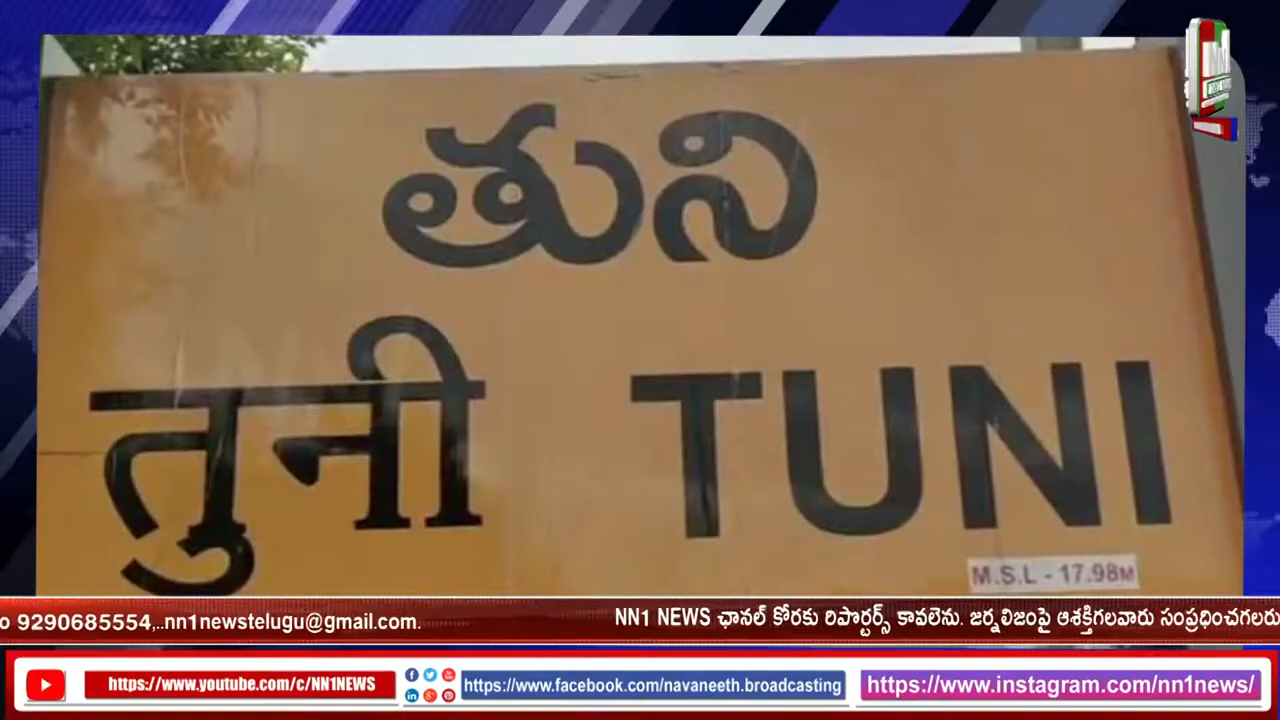 తుని
तुनी TUNI
M.S.L - 17.98M
9290685554,..nn1newstelugu@gmail.com. NN1 NEWS ఛానల్ కోరకు రిపొర్టర్స్ కావలెను. జర్నలిజంపై ఆశక్తిగలవారు సంప్రధించగలరు
https://www.youtube.com/c/NN1NEWS https://www.facebook.com/navaneeth.broadcasting https://www.instagram.com/nn1news/